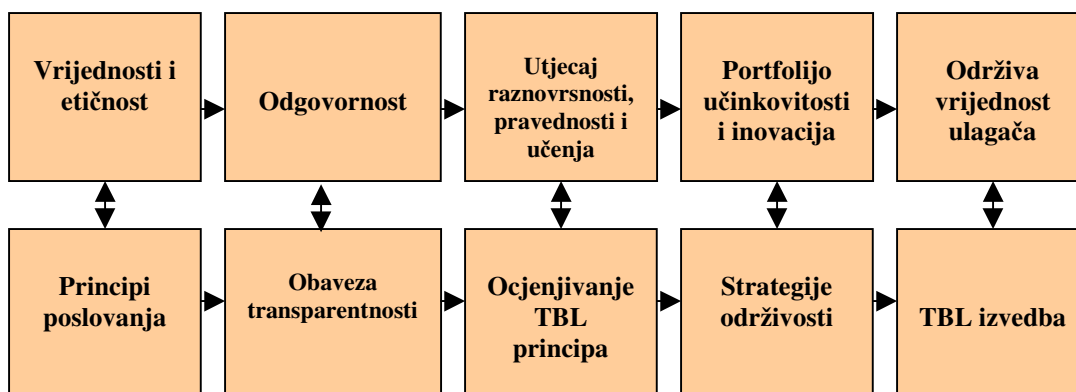 Vrijednosti i
etičnost
Odgovornost
Utjecaj
raznovrsnosti,
pravednosti i
učenja
Portfolijo
učinkovitosti
i inovacija
Održiva
vrijednost
ulagača
Principi
poslovanja
Obaveza
transparentnosti
Ocjenjivanje
TBL
principa
Strategije
održivosti
TBL izvedba